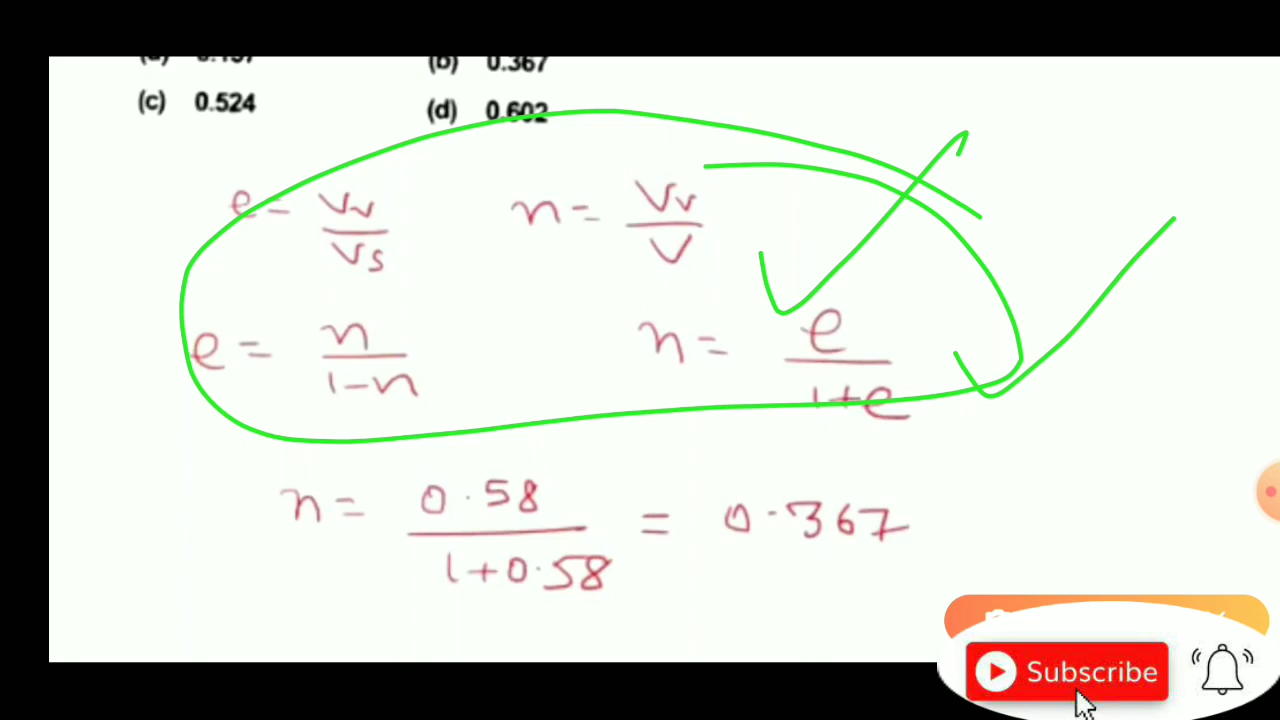 (b) 0.367
(c) 0.524 (d) 0.602
e = Vv/Vs n = Vv/V
e = n/1-n n = e/1+e
n = 0.58/1+0.58 = 0.367
Subscribe